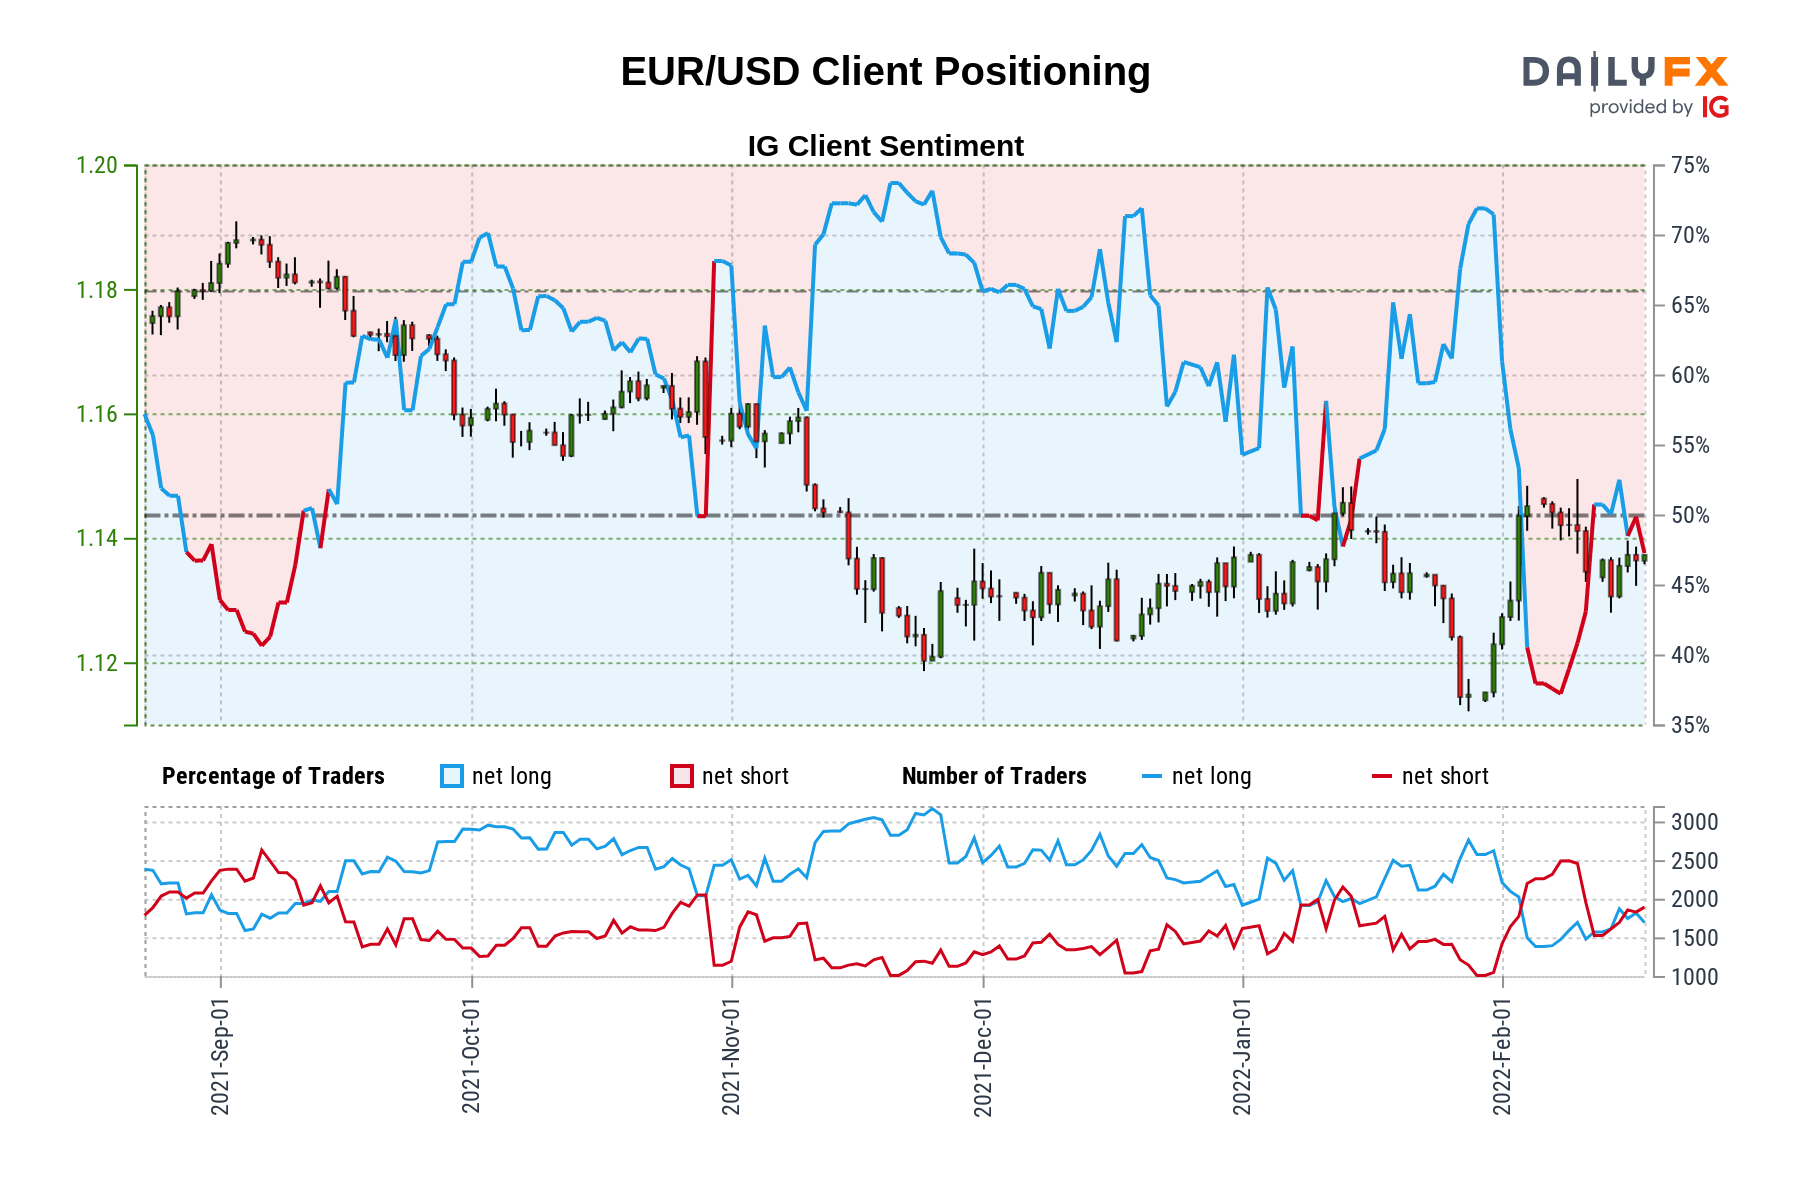 EUR/USD Client Positioning
DAILYFX
provided by IG
IG Client Sentiment
1.20
1.18
1.16
1.14
1.12
75%
70%
65%
60%
55%
50%
45%
40%
35%
Percentage of Traders net long net short Number of Traders net long net short
3000
2500
2000
1500
1000
2021-Sep-01
2021-Oct-01
2021-Nov-01
2021-Dec-01
2022-Jan-01
2022-Feb-01